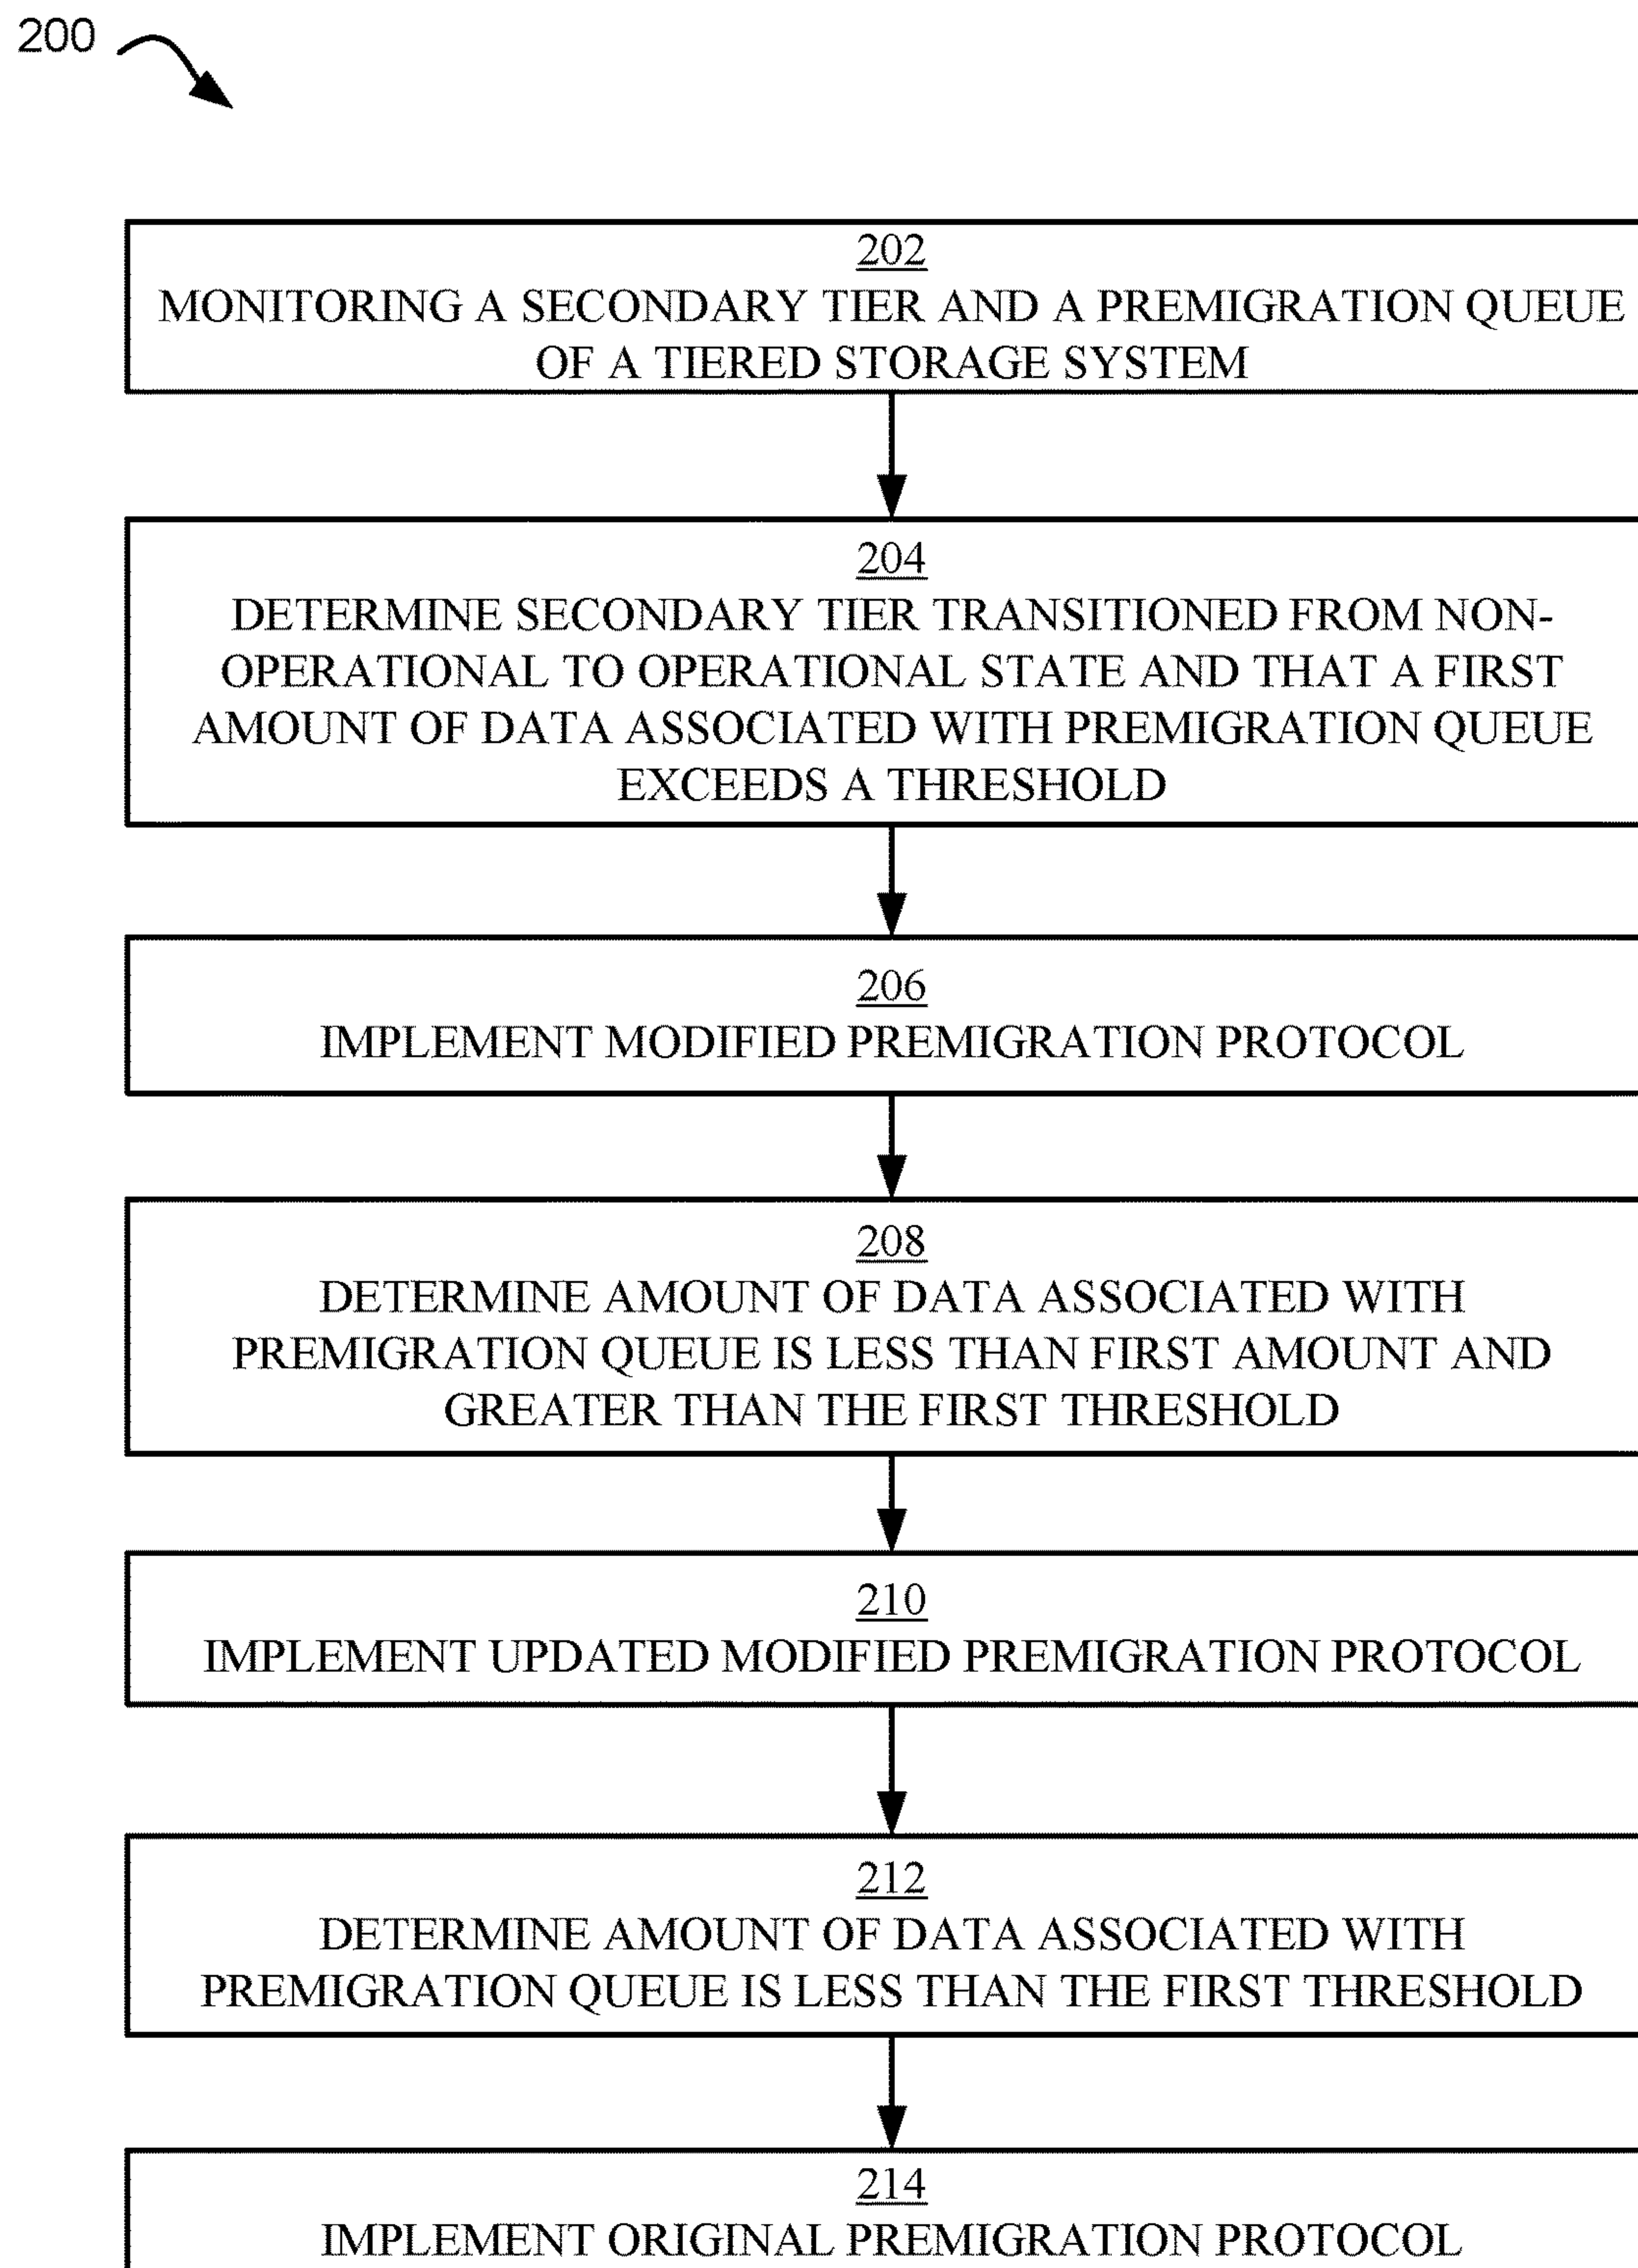 200
202
MONITORING A SECONDARY TIER AND A PREMIGRATION QUEUE
OF A TIERED STORAGE SYSTEM
204
DETERMINE SECONDARY TIER TRANSITIONED FROM NON-
OPERATIONAL TO OPERATIONAL STATE AND THAT A FIRST
AMOUNT OF DATA ASSOCIATED WITH PREMIGRATION QUEUE
EXCEEDS A THRESHOLD
206
IMPLEMENT MODIFIED PREMIGRATION PROTOCOL
208
DETERMINE AMOUNT OF DATA ASSOCIATED WITH
PREMIGRATION QUEUE IS LESS THAN FIRST AMOUNT AND
GREATER THAN THE FIRST THRESHOLD
210
IMPLEMENT UPDATED MODIFIED PREMIGRATION PROTOCOL
212
DETERMINE AMOUNT OF DATA ASSOCIATED WITH
PREMIGRATION QUEUE IS LESS THAN THE FIRST THRESHOLD
214
IMPLEMENT ORIGINAL PREMIGRATION PROTOCOL